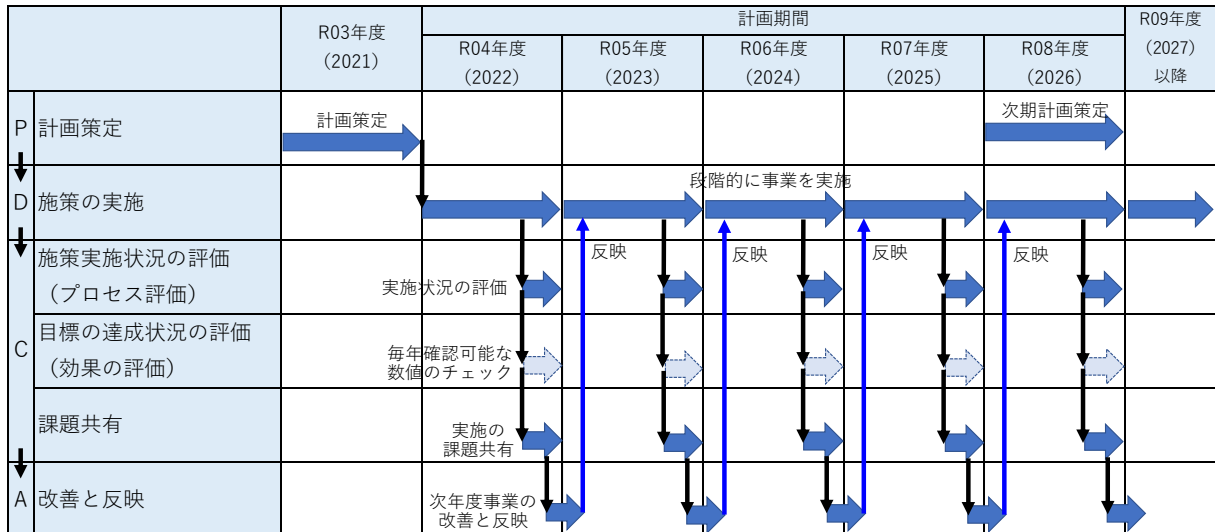 R03年度
(2021)
計画期間
R04年度
(2022)
R05年度
(2023)
R06年度
(2024)
R07年度
(2025)
R08年度
(2026)
R09年度
(2027)
以降
P
計画策定
計画策定
次期計画策定
D
施策の実施
段階的に事業を実施
C
施策実施状況の評価
（プロセス評価）
実施状況の評価
反映
反映
反映
反映
目標の達成状況の評価
（効果の評価）
毎年確認可能な
数値のチェック
課題共有
実施の
課題共有
A
改善と反映
次年度事業の
改善と反映